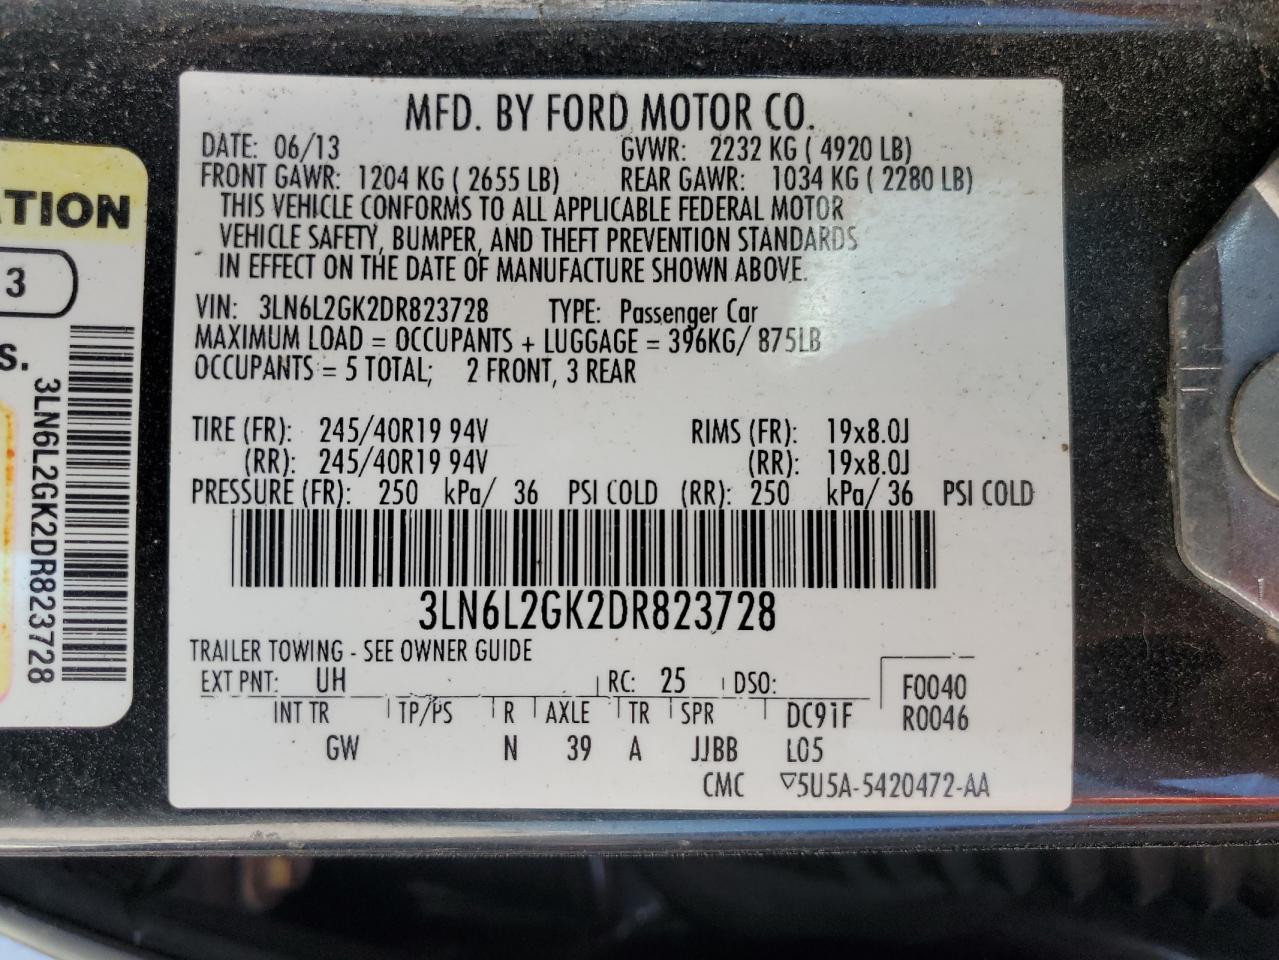 MFD. BY FORD MOTOR CO.
DATE: 06/13 GVWR: 2232 KG ( 4920 LB)
FRONT GAWR: 1204 KG ( 2655 LB) REAR GAWR: 1034 KG ( 2280 LB)
THIS VEHICLE CONFORMS TO ALL APPLICABLE FEDERAL MOTOR
VEHICLE SAFETY, BUMPER, AND THEFT PREVENTION STANDARDS
IN EFFECT ON THE DATE OF MANUFACTURE SHOWN ABOVE.
VIN: 3LN6L2GK2DR823728 TYPE: Passenger Car
MAXIMUM LOAD = OCCUPANTS + LUGGAGE = 396KG/ 875LB
OCCUPANTS = 5 TOTAL; 2 FRONT, 3 REAR
TIRE (FR): 245/40R19 94V RIMS (FR): 19x8.0J
(RR): 245/40R19 94V (RR): 19x8.0J
PRESSURE (FR): 250 kPa/ 36 PSI COLD (RR): 250 kPa/ 36 PSI COLD
3LN6L2GK2DR823728
TRAILER TOWING - SEE OWNER GUIDE
EXT PNT: UH RC: 25 DSO: F0040
INT TR TP/PS R AXLE TR SPR DC91F R0046
GW N 39 A JJBB L05
CMC ▽5U5A-5420472-AA
ATION
3
S.
3LN6L2GK2DR823728